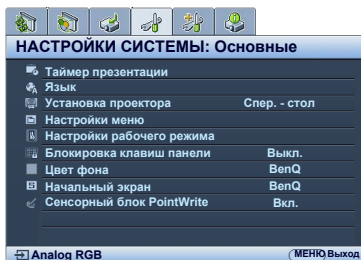 НАСТРОЙКИ СИСТЕМЫ: Основные
Таймер презентации
Язык
Установка проектора Спер. - стол
Настройки меню
Настройки рабочего режима
Блокировка клавиш панели Выкл.
Цвет фона BenQ
Начальный экран BenQ
Сенсорный блок PointWrite Вкл.
Analog RGB МЕНЮ Выход